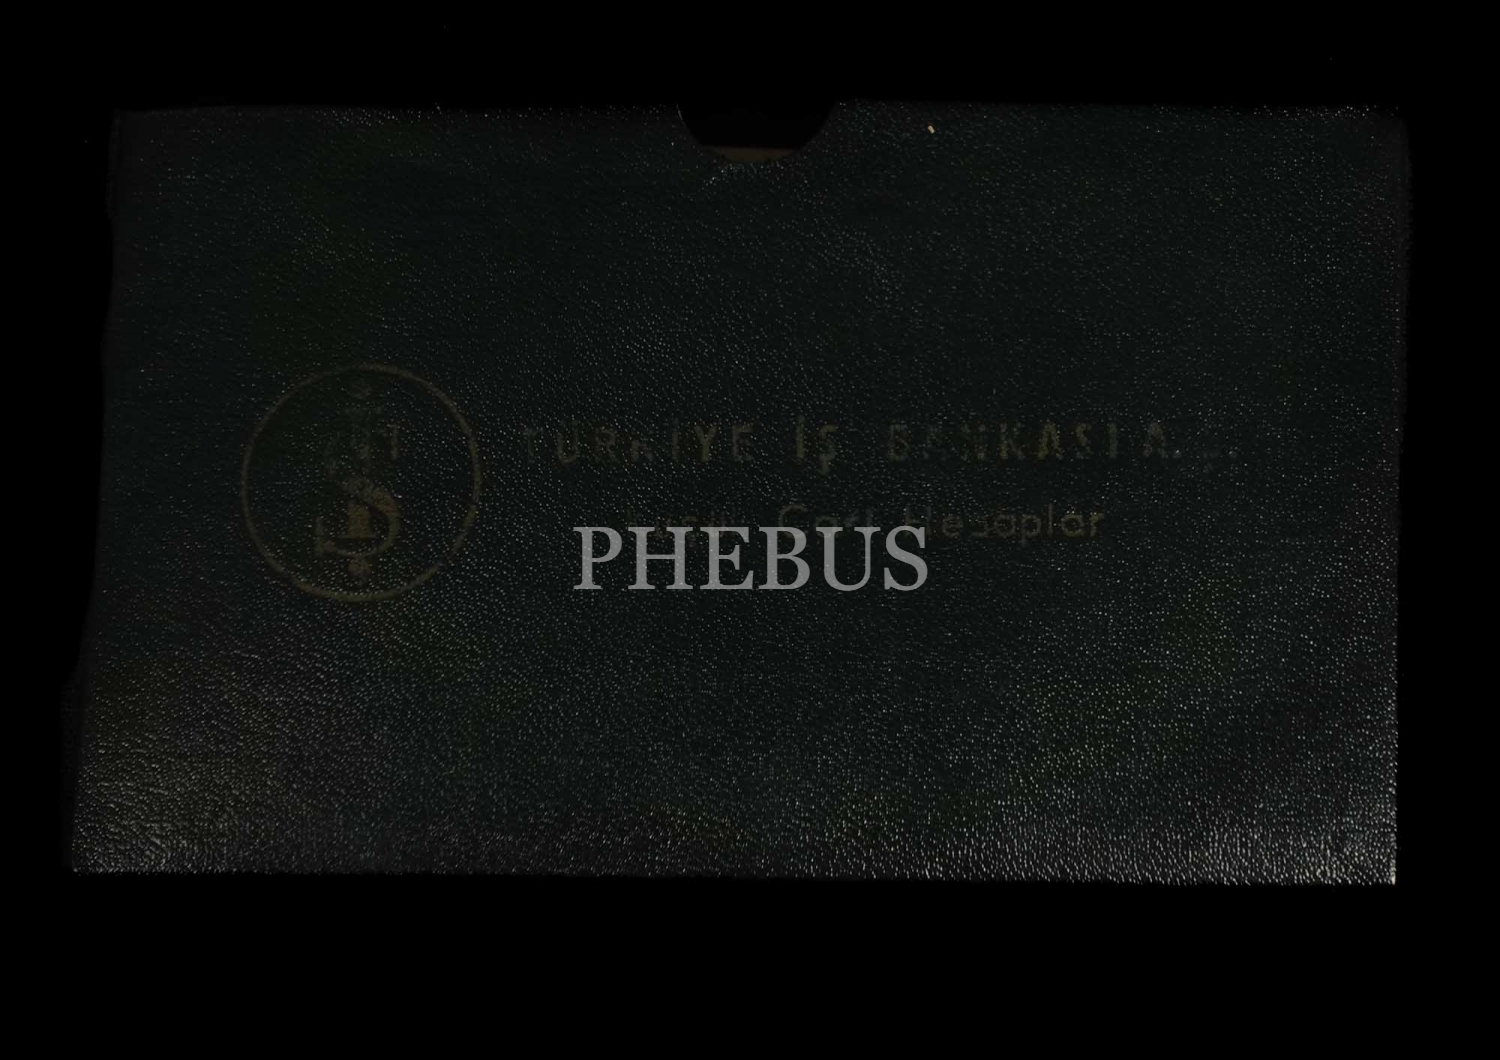 TÜRKİYE İŞ BANKASI A.Ş.
Cari Hesaplar
PHEBUS